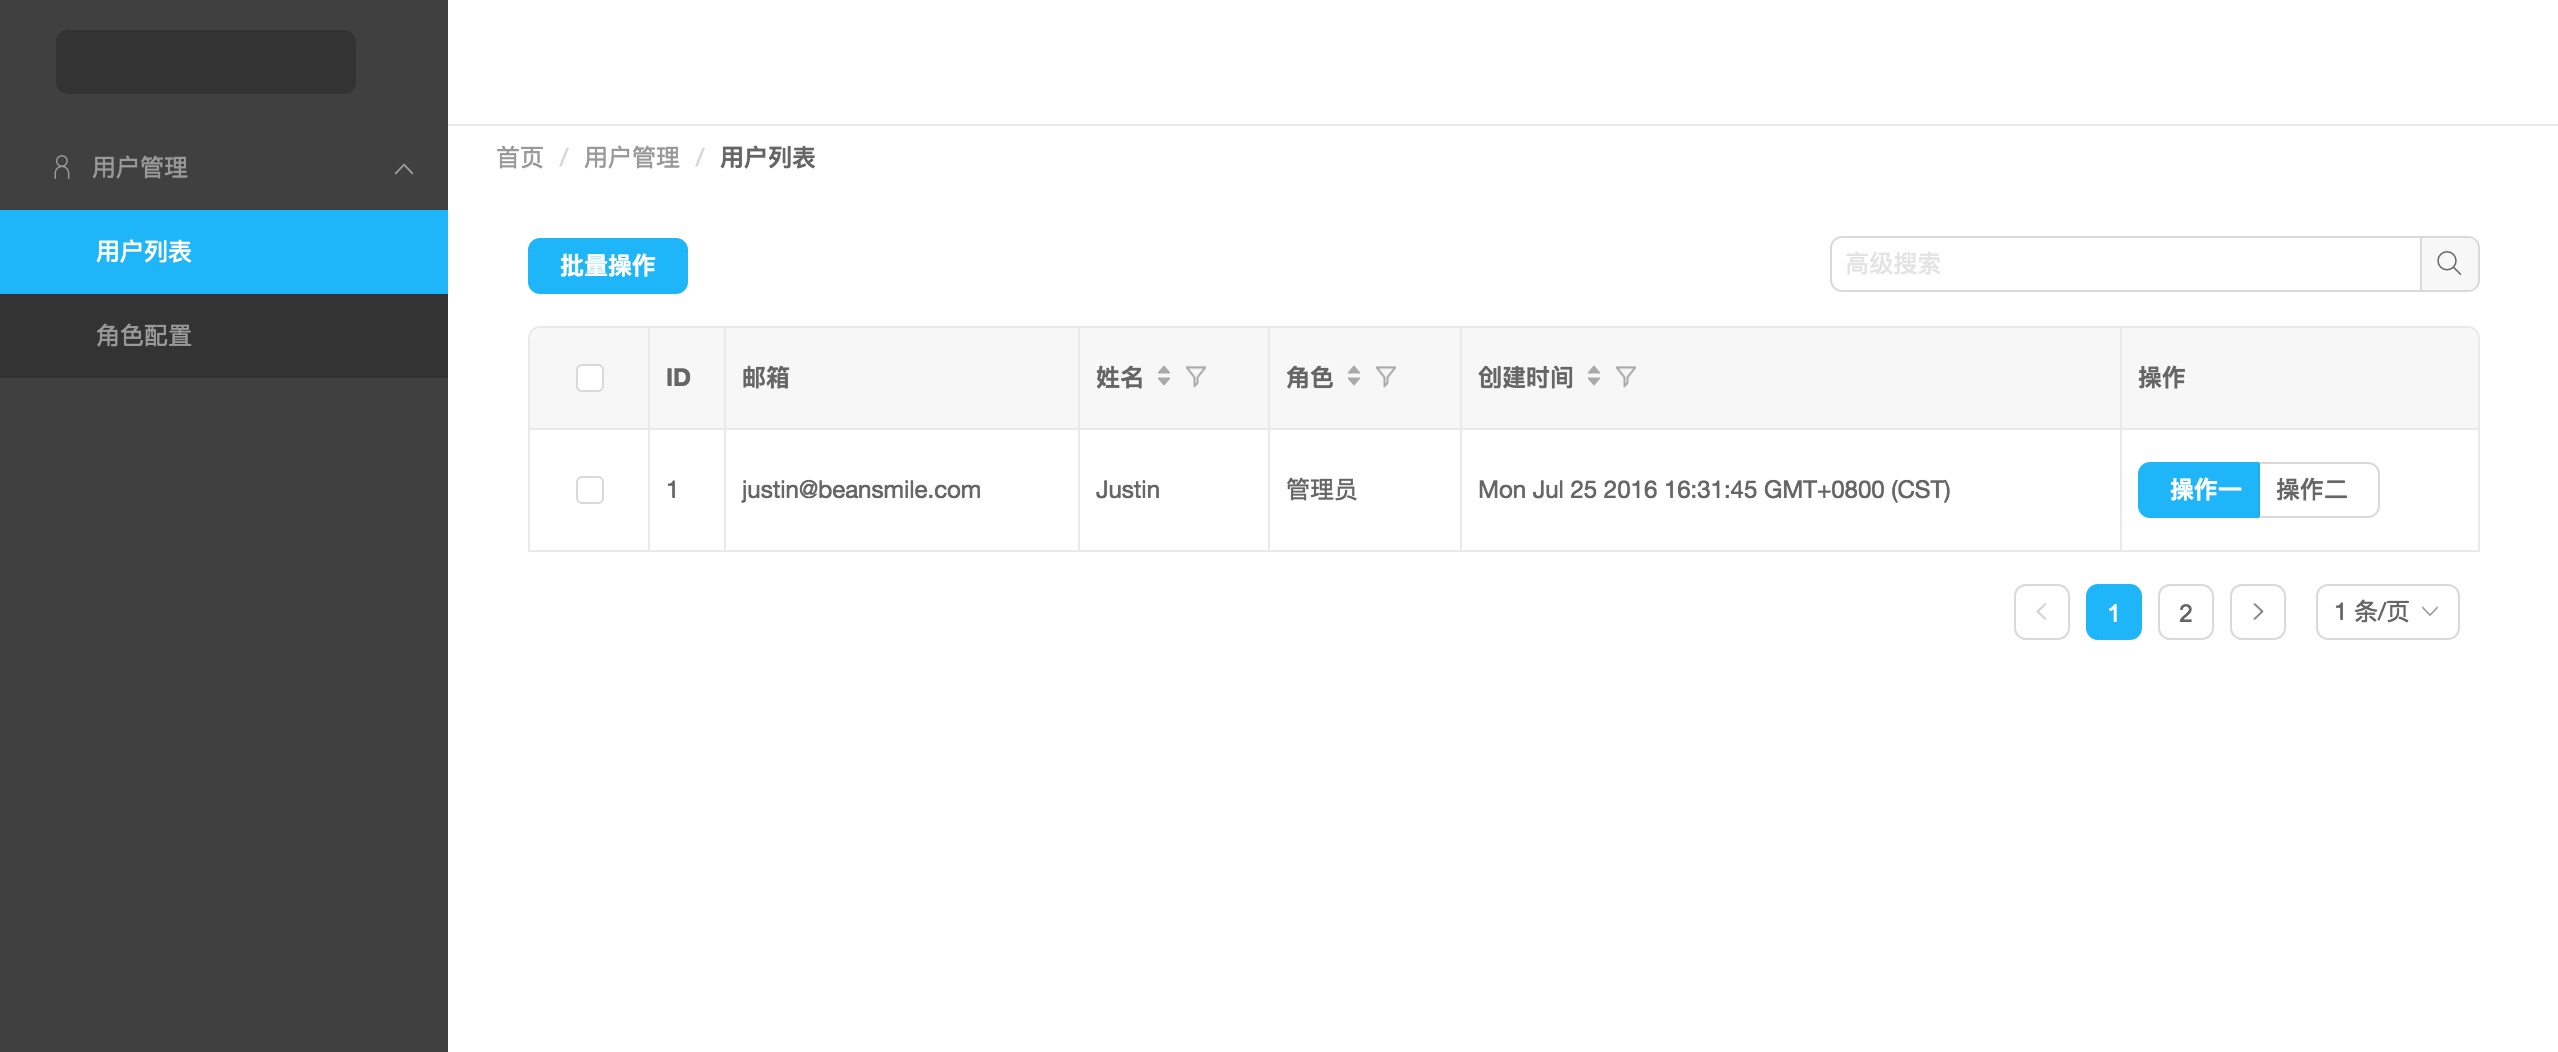 用户管理
用户列表
角色配置
首页 / 用户管理 / 用户列表
批量操作
高级搜索
ID 邮箱 姓名 角色 创建时间 操作
1 justin@beansmile.com Justin 管理员 Mon Jul 25 2016 16:31:45 GMT+0800 (CST) 操作一 操作二
1 2 1 条/页